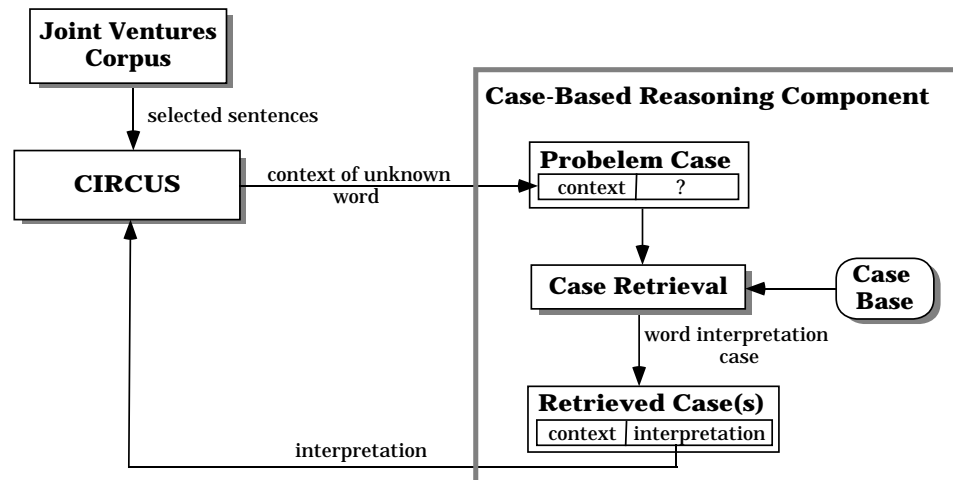 Joint Ventures
Corpus
selected sentences
CIRCUS
context of unknown
word
Case-Based Reasoning Component
Probelem Case
context
?
Case Retrieval
Case
Base
word interpretation
case
Retrieved Case(s)
context
interpretation
interpretation